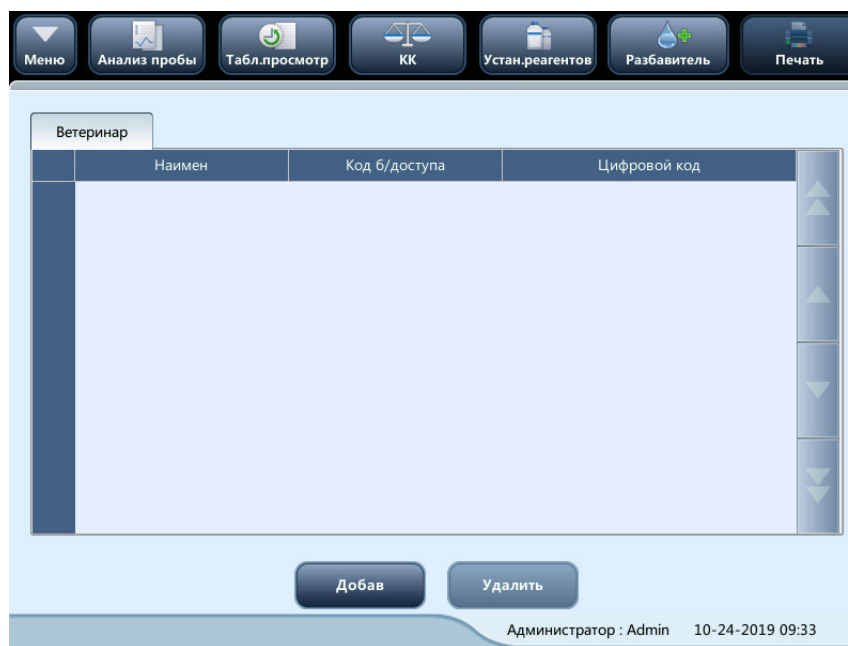 Меню
Анализ пробы
Табл.просмотр
КК
Устан.реагентов
Разбавитель
Печать
Ветеринар
Наимен
Код б/доступа
Цифровой код
Добав
Удалить
Администратор : Admin 10-24-2019 09:33